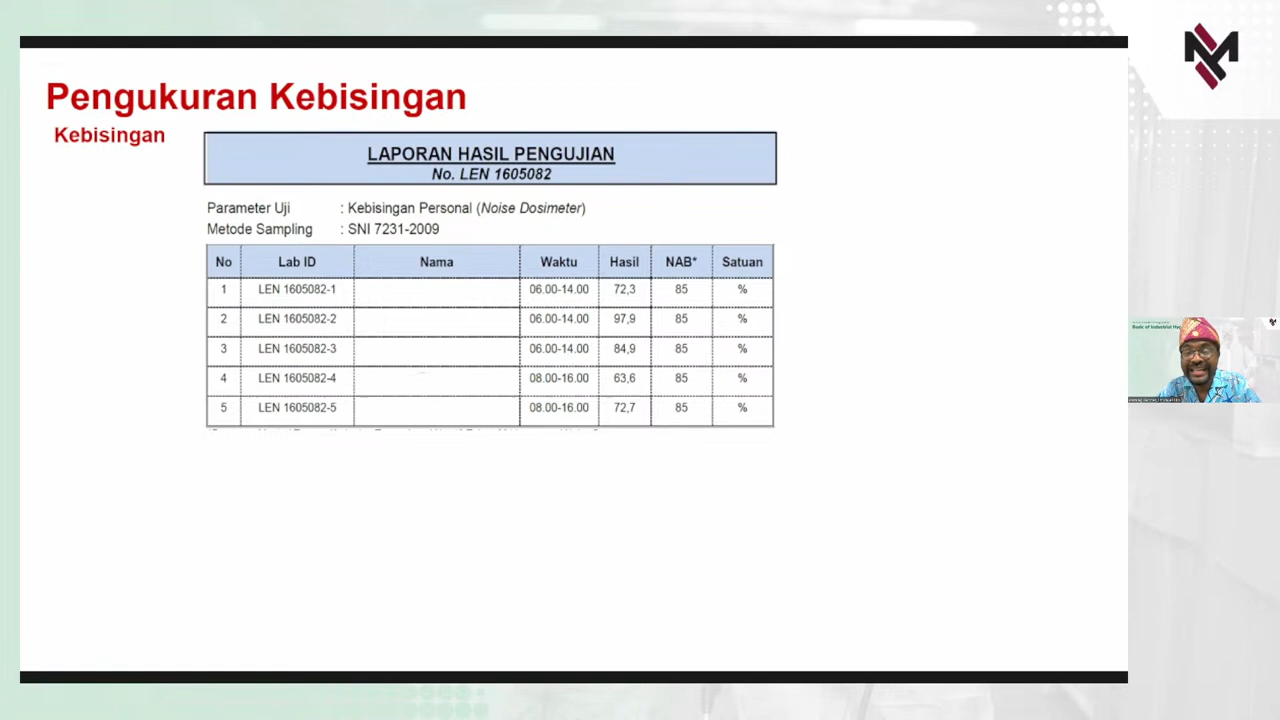 Pengukuran Kebisingan
Kebisingan
LAPORAN HASIL PENGUJIAN
No. LEN 1605082
Parameter Uji : Kebisingan Personal (Noise Dosimeter)
Metode Sampling : SNI 7231-2009
No Lab ID Nama Waktu Hasil NAB* Satuan
1 LEN 1605082-1 06.00-14.00 72,3 85 %
2 LEN 1605082-2 06.00-14.00 97,9 85 %
3 LEN 1605082-3 06.00-14.00 84,9 85 %
4 LEN 1605082-4 08.00-16.00 63,6 85 %
5 LEN 1605082-5 08.00-16.00 72,7 85 %
Basic of Industrial